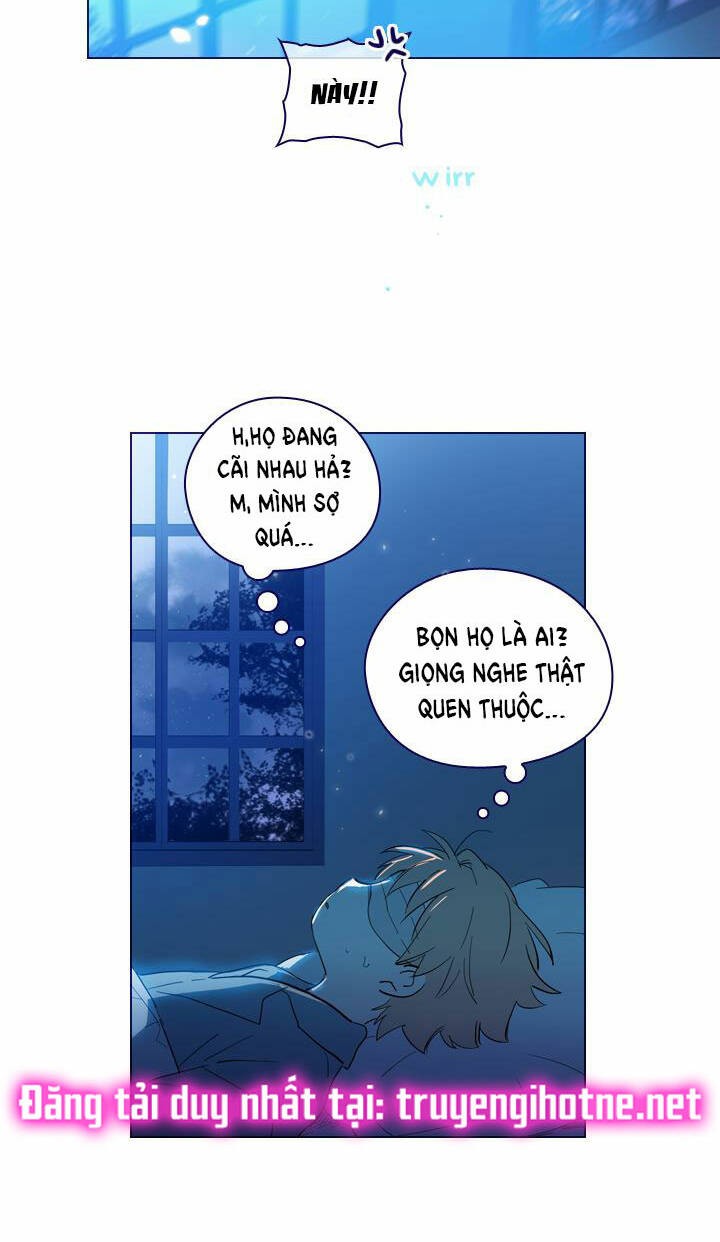 NÀY!!
wirr
H,HỌ ĐANG
CÃI NHAU HẢ?
M, MÌNH SỢ
QUÁ...
BỌN HỌ LÀ AI?
GIỌNG NGHE THẬT
QUEN THUỘC...
Đăng tải duy nhất tại: truyengihotne.net